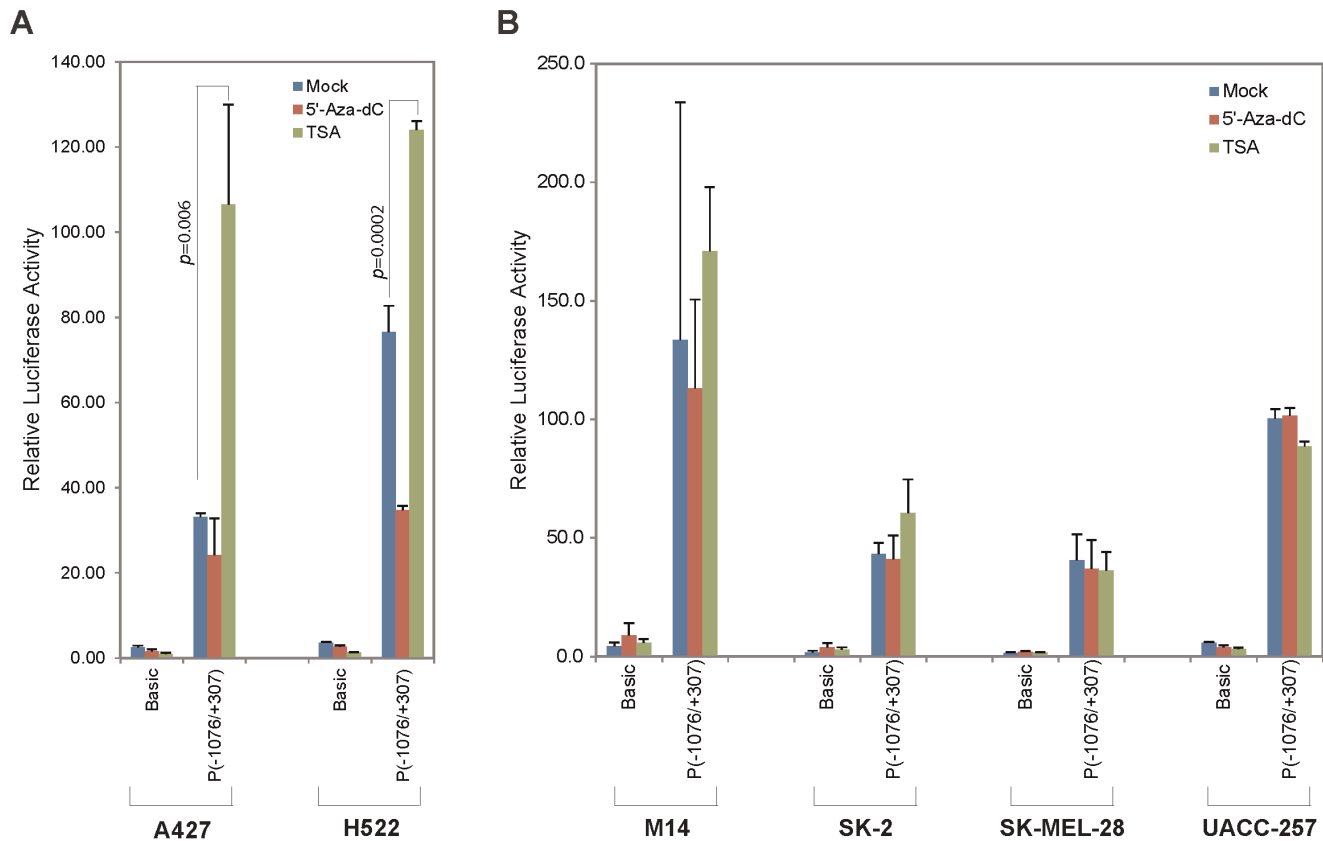 A
Relative Luciferase Activity
140.00
120.00
100.00
80.00
60.00
40.00
20.00
0.00
Mock
5'-Aza-dC
TSA
p=0.006
p=0.0002
Basic
P(-1076/+307)
Basic
P(-1076/+307)
A427
H522
B
Relative Luciferase Activity
250.0
200.0
150.0
100.0
50.0
0.0
Mock
5'-Aza-dC
TSA
Basic
P(-1076/+307)
Basic
P(-1076/+307)
Basic
P(-1076/+307)
Basic
P(-1076/+307)
M14
SK-2
SK-MEL-28
UACC-257